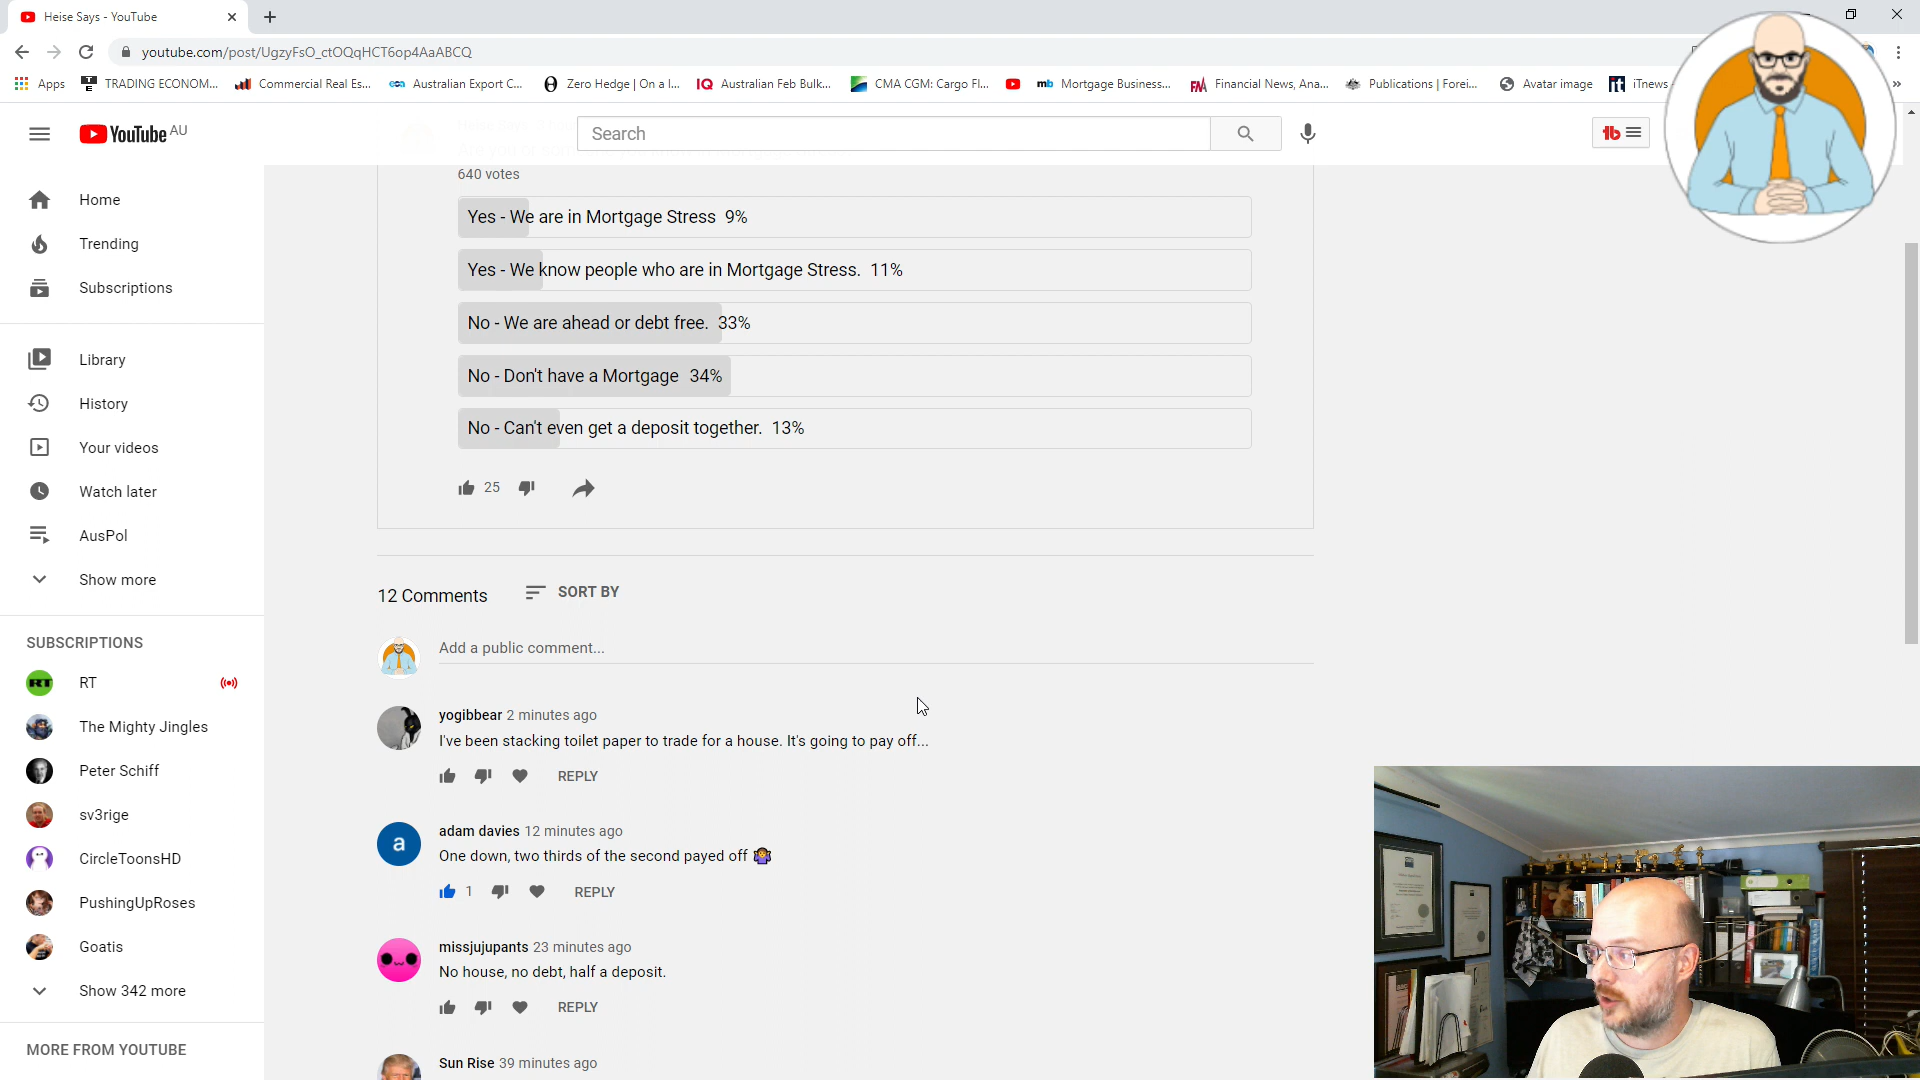 Heise Says - YouTube
youtube.com/post/UgzyFsO_ctOQqHCT6op4AaABCQ
Apps TRADING ECONOM... Commercial Real Es... Australian Export C... Zero Hedge | On a l... Australian Feb Bulk... CMA CGM: Cargo Fl... Mortgage Business... Financial News, Ana... Publications | Forei... Avatar image iTnews
YouTube AU
Search
640 votes
Yes - We are in Mortgage Stress 9%
Yes - We know people who are in Mortgage Stress. 11%
No - We are ahead or debt free. 33%
No - Don't have a Mortgage 34%
No - Can't even get a deposit together. 13%
25
Home
Trending
Subscriptions
Library
History
Your videos
Watch later
AusPol
Show more
SUBSCRIPTIONS
RT
The Mighty Jingles
Peter Schiff
sv3rige
CircleToonsHD
PushingUpRoses
Goatis
Show 342 more
MORE FROM YOUTUBE
12 Comments SORT BY
Add a public comment...
yogibbear 2 minutes ago
I've been stacking toilet paper to trade for a house. It's going to pay off...
REPLY
adam davies 12 minutes ago
One down, two thirds of the second payed off 🤷
1 REPLY
missjujupants 23 minutes ago
No house, no debt, half a deposit.
REPLY
Sun Rise 39 minutes ago